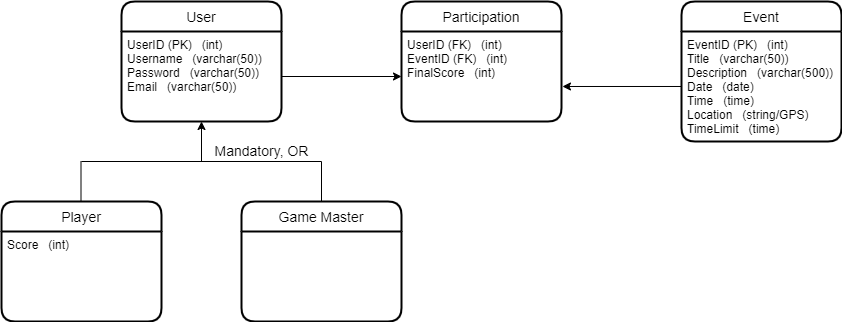 User
UserID (PK) (int)
Username (varchar(50))
Password (varchar(50))
Email (varchar(50))
Participation
UserID (FK) (int)
EventID (FK) (int)
FinalScore (int)
Event
EventID (PK) (int)
Title (varchar(50))
Description (varchar(500))
Date (date)
Time (time)
Location (string/GPS)
TimeLimit (time)
Mandatory, OR
Player
Score (int)
Game Master